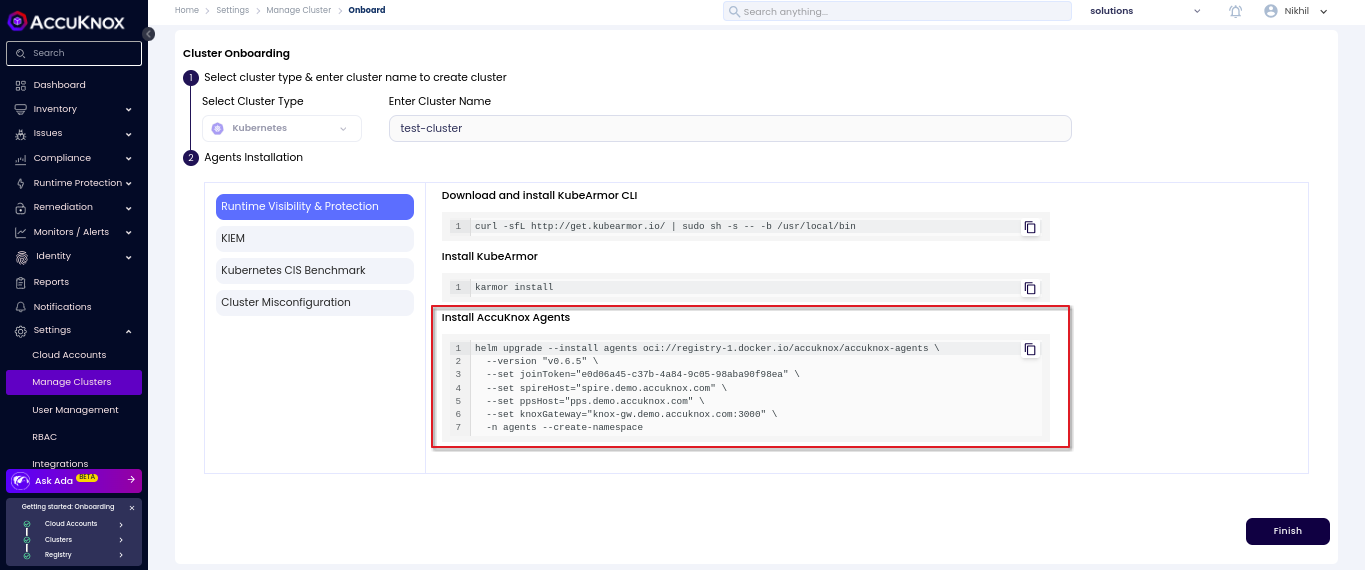 ACCUKNOX
Search
Dashboard
Inventory
Issues
Compliance
Runtime Protection
Remediation
Monitors / Alerts
Identity
Reports
Notifications
Settings
Cloud Accounts
Manage Clusters
User Management
RBAC
Integrations
Ask Ada BETA
Getting started: Onboarding ×
Cloud Accounts
Clusters
Registry
Home > Settings > Manage Cluster > Onboard
Search anything...
solutions
Nikhil
Cluster Onboarding
1 Select cluster type & enter cluster name to create cluster
Select Cluster Type
Enter Cluster Name
Kubernetes
test-cluster
2 Agents Installation
Runtime Visibility & Protection
KIEM
Kubernetes CIS Benchmark
Cluster Misconfiguration
Download and install KubeArmor CLI
1 curl -sfL http://get.kubearmor.io/ | sudo sh -s -- -b /usr/local/bin
Install KubeArmor
1 karmor install
Install AccuKnox Agents
1 helm upgrade --install agents oci://registry-1.docker.io/accuknox/accuknox-agents \
2 --version "v0.6.5" \
3 --set joinToken="e0d06a45-c37b-4a84-9c05-98aba90f98ea" \
4 --set spireHost="spire.demo.accuknox.com" \
5 --set ppsHost="pps.demo.accuknox.com" \
6 --set knoxGateway="knox-gw.demo.accuknox.com:3000" \
7 -n agents --create-namespace
Finish